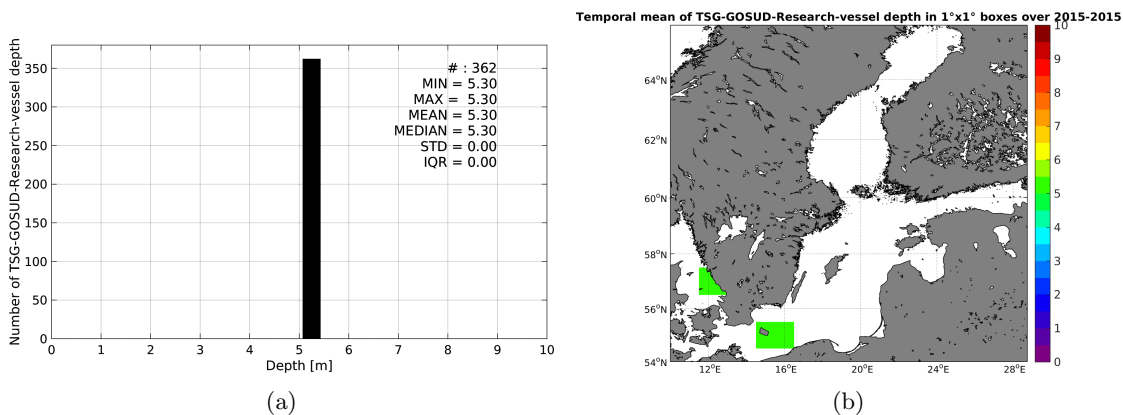 Number of TSG-GOSUD-Research-vessel depth
350
300
250
200
150
100
50
0
# : 362
MIN = 5.30
MAX = 5.30
MEAN = 5.30
MEDIAN = 5.30
STD = 0.00
IQR = 0.00
0 1 2 3 4 5 6 7 8 9 10
Depth [m]
(a)
Temporal mean of TSG-GOSUD-Research-vessel depth in 1°x1° boxes over 2015-2015
64°N
62°N
60°N
58°N
56°N
54°N
12°E 16°E 20°E 24°E 28°E
10
9
8
7
6
5
4
3
2
1
0
(b)